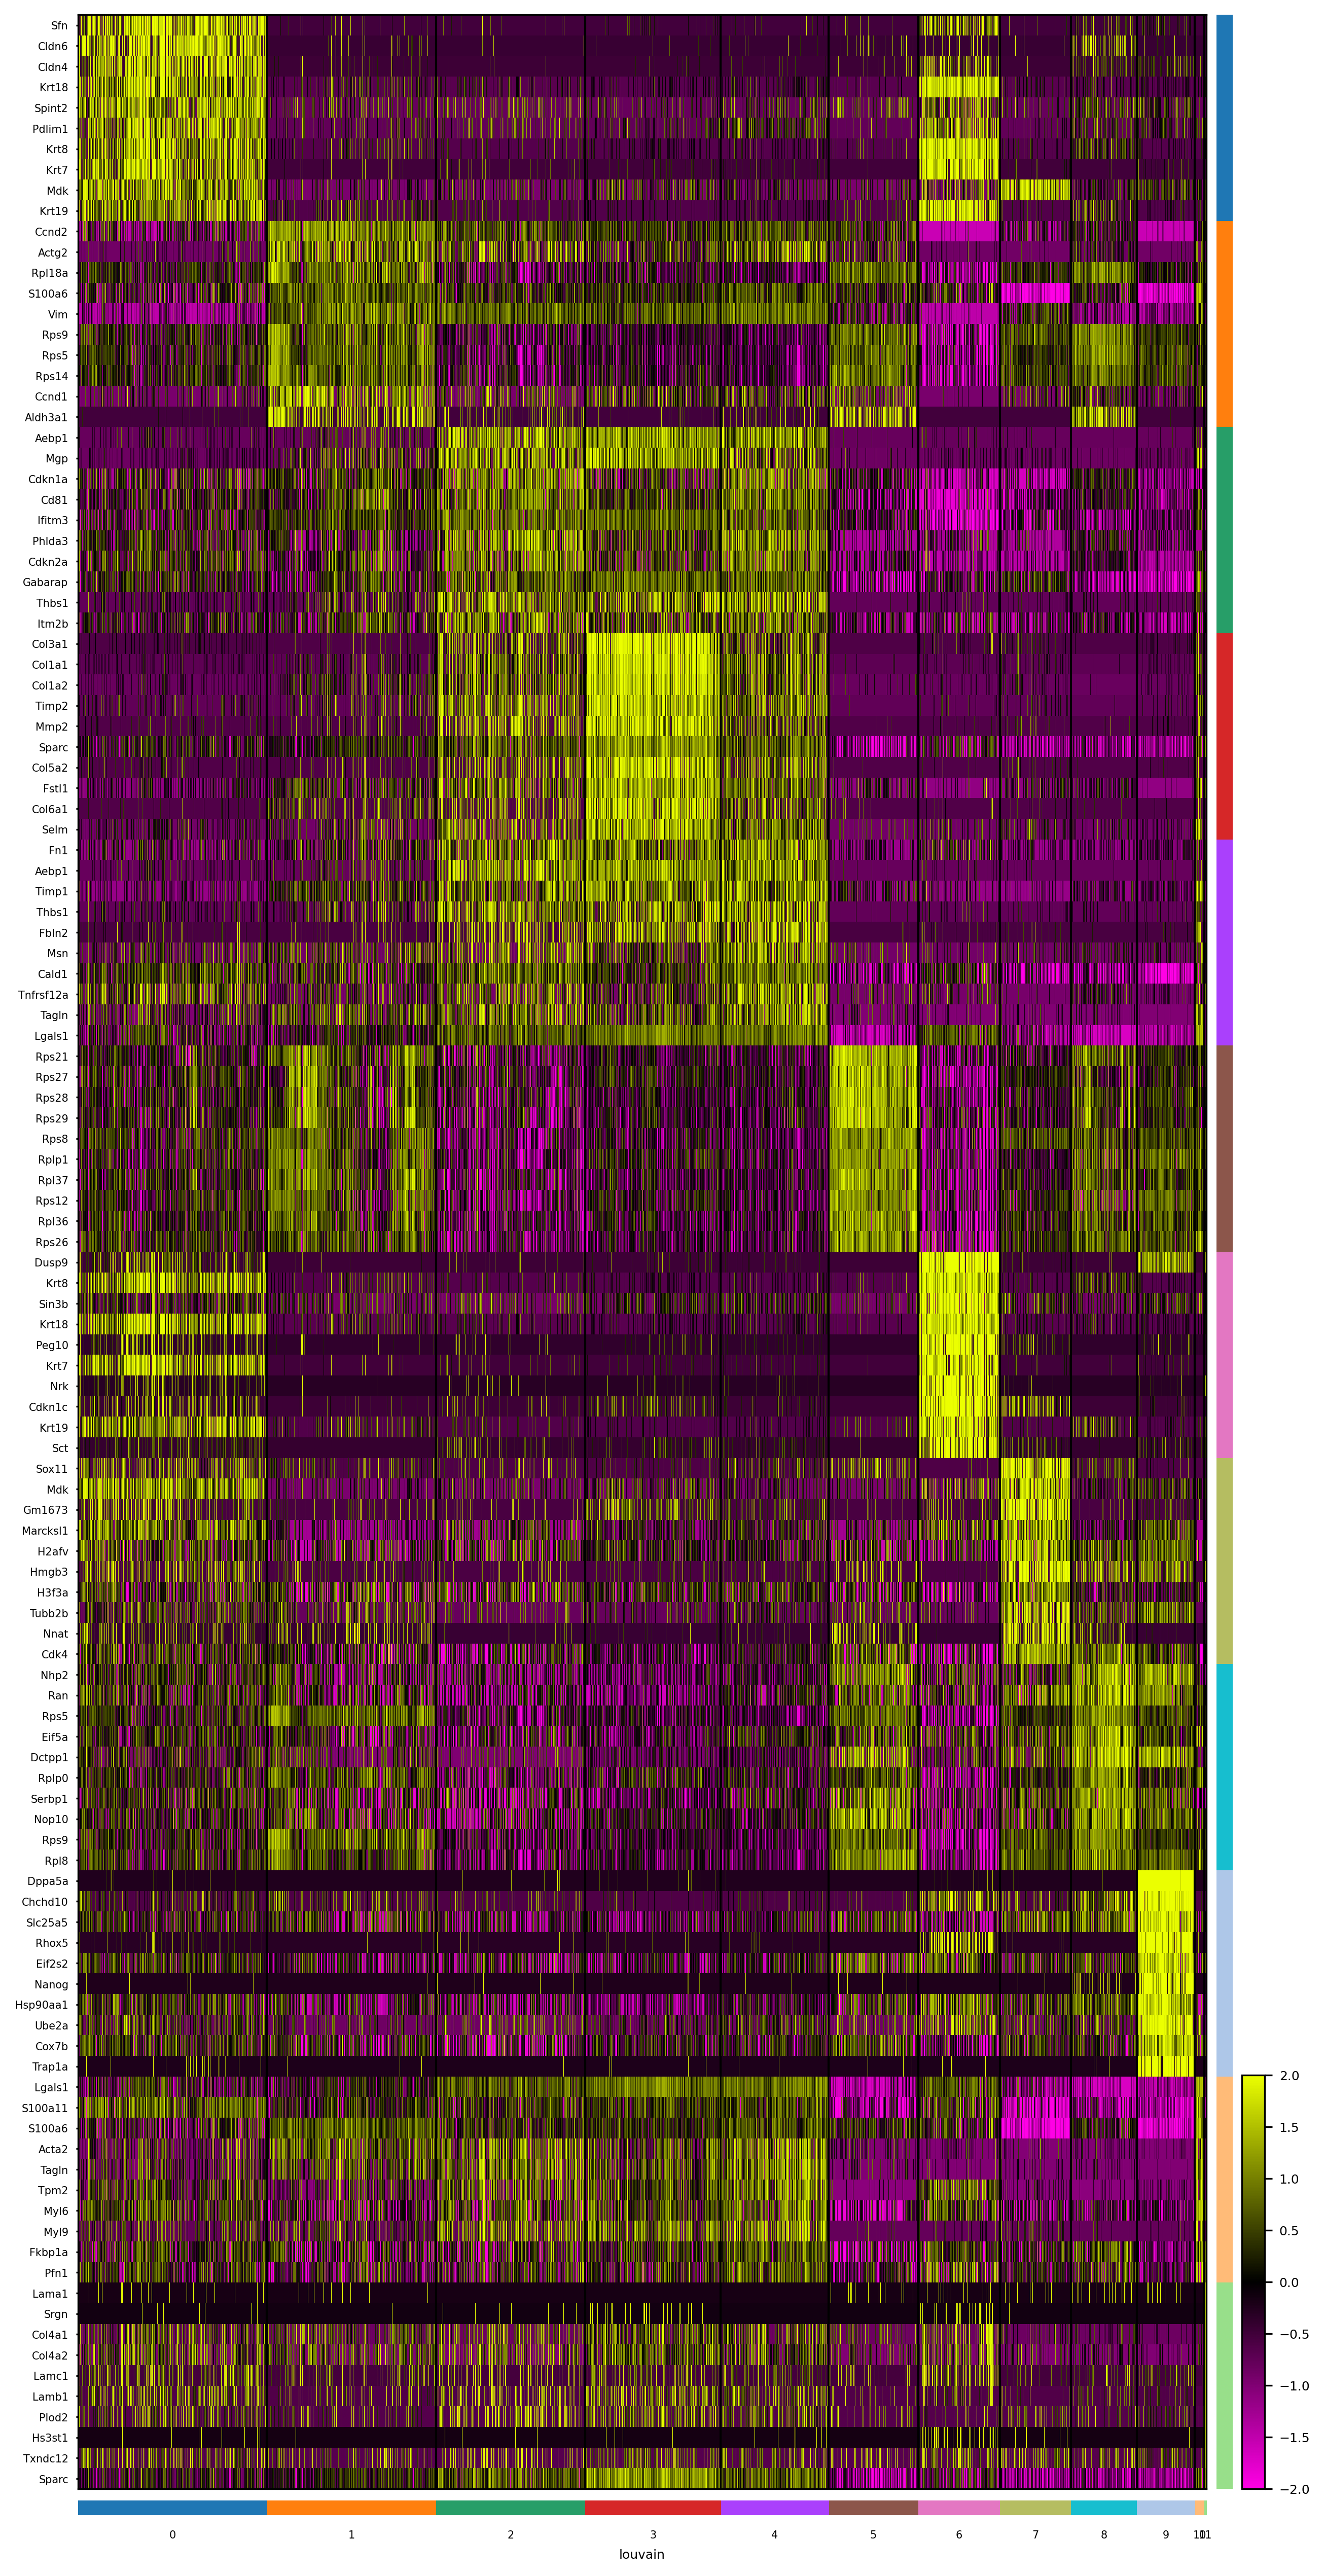 Sfn
Cldn6
Cldn4
Krt18
Spint2
Pdlim1
Krt8
Krt7
Mdk
Krt19
Ccnd2
Actg2
Rpl18a
S100a6
Vim
Rps9
Rps5
Rps14
Ccnd1
Aldh3a1
Aebp1
Mgp
Cdkn1a
Cd81
Ifitm3
Phlda3
Cdkn2a
Gabarap
Thbs1
Itm2b
Col3a1
Col1a1
Col1a2
Timp2
Mmp2
Sparc
Col5a2
Fstl1
Col6a1
Selm
Fn1
Aebp1
Timp1
Thbs1
Fbln2
Msn
Cald1
Tnfrsf12a
Tagln
Lgals1
Rps21
Rps27
Rps28
Rps29
Rps8
Rplp1
Rpl37
Rps12
Rpl36
Rps26
Dusp9
Krt8
Sin3b
Krt18
Peg10
Krt7
Nrk
Cdkn1c
Krt19
Sct
Sox11
Mdk
Gm1673
Marcksl1
H2afv
Hmgb3
H3f3a
Tubb2b
Nnat
Cdk4
Nhp2
Ran
Rps5
Eif5a
Dctpp1
Rplp0
Serbp1
Nop10
Rps9
Rpl8
Dppa5a
Chchd10
Slc25a5
Rhox5
Eif2s2
Nanog
Hsp90aa1
Ube2a
Cox7b
Trap1a
Lgals1
S100a11
S100a6
Acta2
Tagln
Tpm2
Myl6
Myl9
Fkbp1a
Pfn1
Lama1
Srgn
Col4a1
Col4a2
Lamc1
Lamb1
Plod2
Hs3st1
Txndc12
Sparc
2.0
1.5
1.0
0.5
0.0
−0.5
−1.0
−1.5
−2.0
0 1 2 3 4 5 6 7 8 9 10 11
louvain